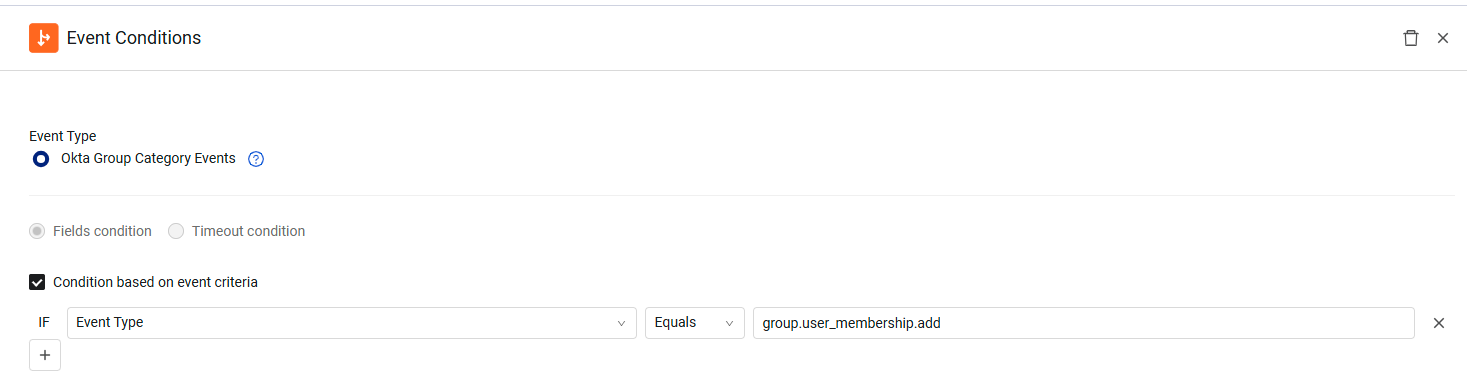 Event Conditions
Event Type
Okta Group Category Events
Fields condition Timeout condition
Condition based on event criteria
IF Event Type Equals group.user_membership.add